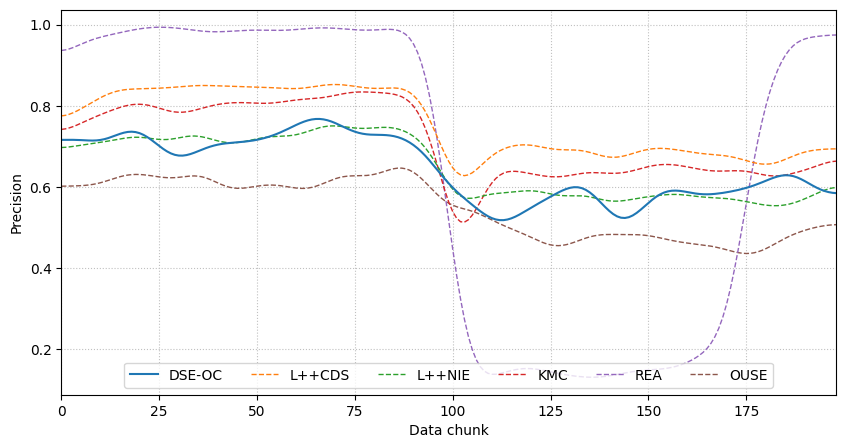 1.0
0.8
0.6
0.4
0.2
Precision
DSE-OC L++CDS L++NIE KMC REA OUSE
0 25 50 75 100 125 150 175
Data chunk